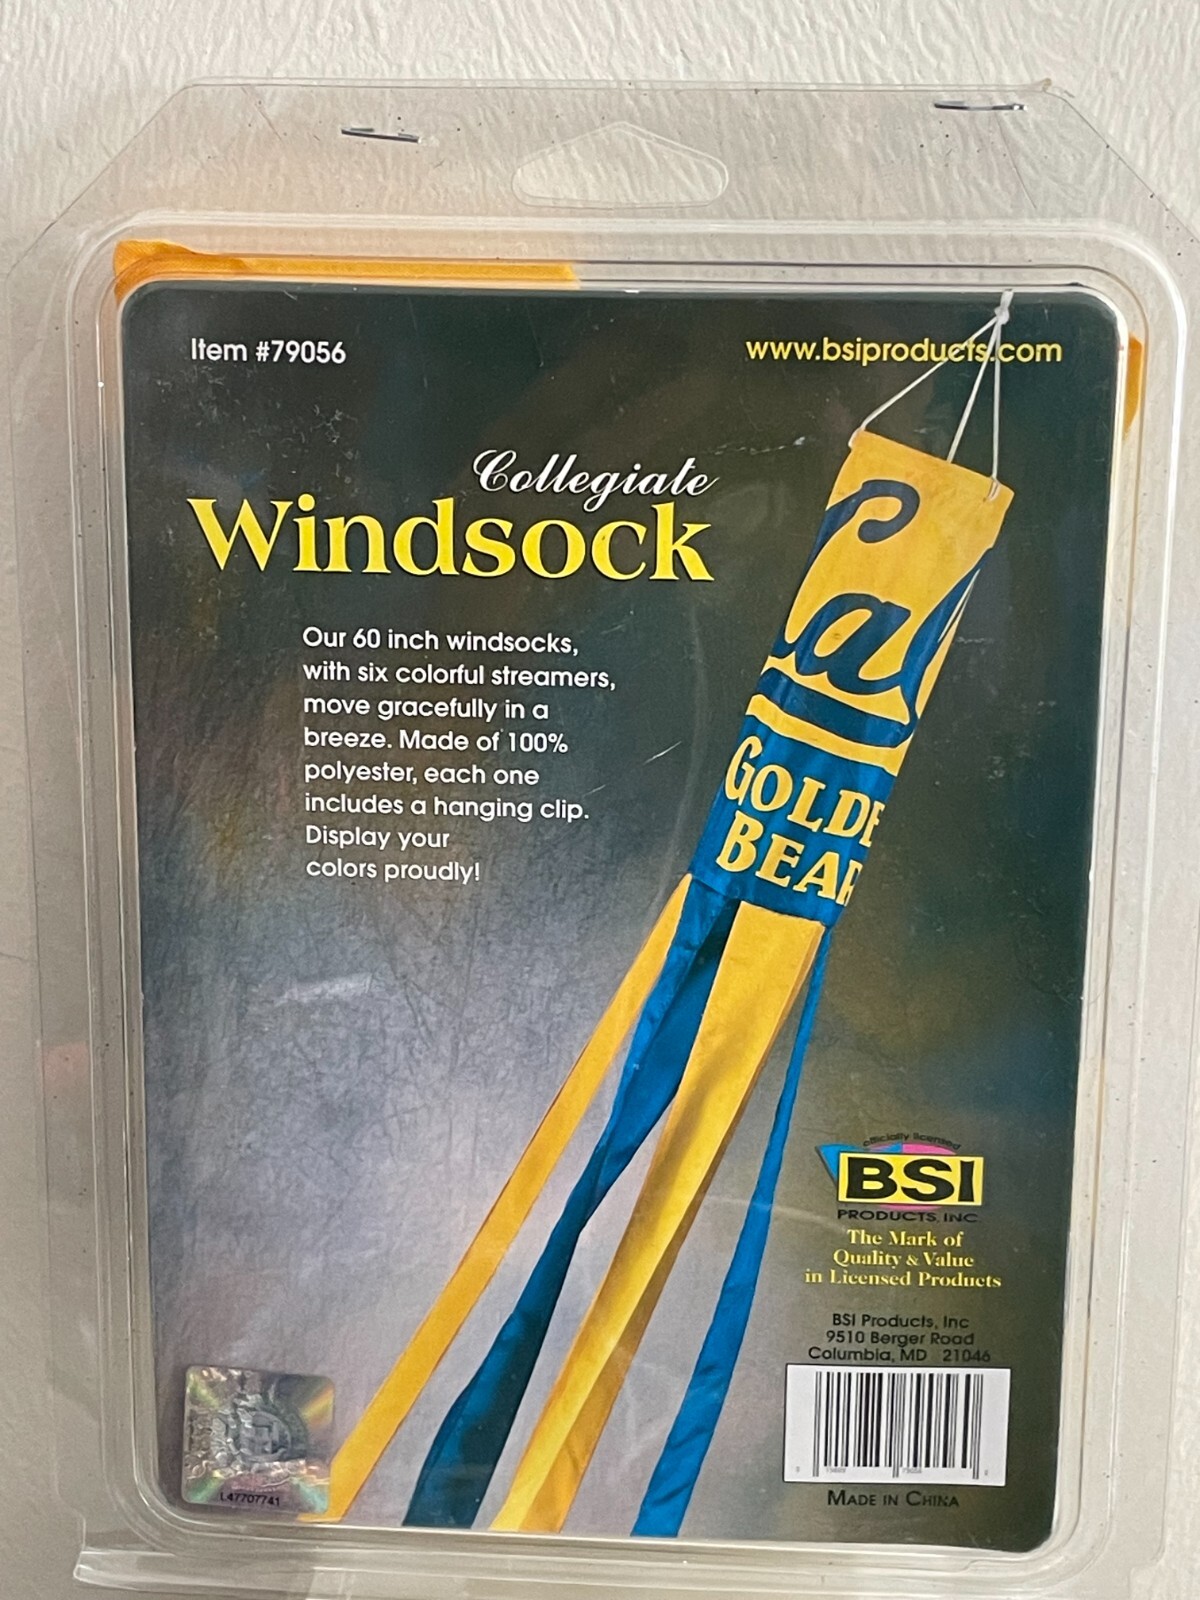 Item #79056
www.bsiproducts.com
Collegiate
Windsock
Our 60 inch windsocks,
with six colorful streamers,
move gracefully in a
breeze. Made of 100%
polyester, each one
includes a hanging clip.
Display your
colors proudly!
Cal
GOLDE
BEAR
officially licensed
BSI
PRODUCTS, INC
The Mark of
Quality & Value
in Licensed Products
BSI Products, Inc
9510 Berger Road
Columbia, MD 21046
MADE IN CHINA
L47707741